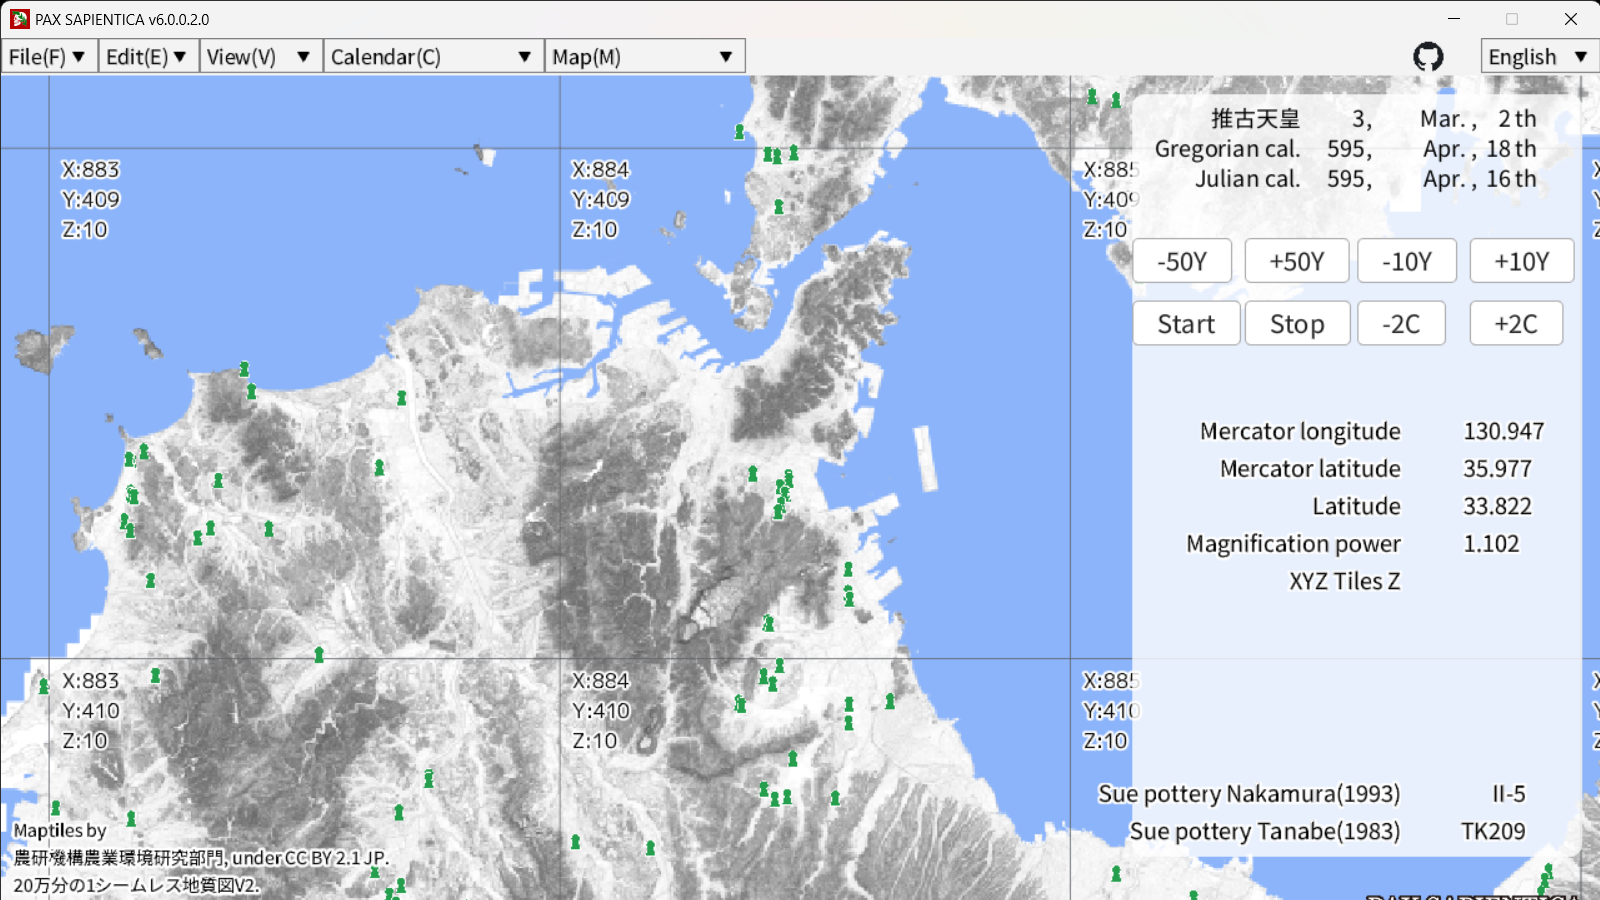 PAX SAPIENTICA v6.0.0.2.0
File(F) ▼ Edit(E) ▼ View(V) ▼ Calendar(C) ▼ Map(M) ▼ English ▼
推古天皇 3, Mar. , 2 th
Gregorian cal. 595, Apr. , 18 th
Julian cal. 595, Apr. , 16 th
X:883 X:884 X:885
Y:409 Y:409 Y:409
Z:10 Z:10 Z:10
-50Y +50Y -10Y +10Y
Start Stop -2C +2C
Mercator longitude 130.947
Mercator latitude 35.977
Latitude 33.822
Magnification power 1.102
XYZ Tiles Z
X:883 X:884 X:885
Y:410 Y:410 Y:410
Z:10 Z:10 Z:10
Sue pottery Nakamura(1993) II-5
Sue pottery Tanabe(1983) TK209
Maptiles by
農研機構農業環境研究部門, under CC BY 2.1 JP.
20万分の1シームレス地質図V2.
PAX SAPIENTICA